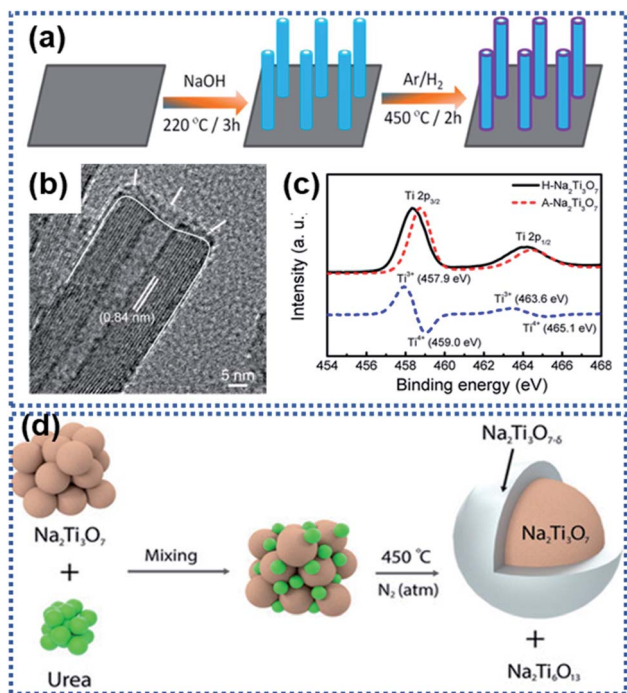 (a)
NaOH
220 °C / 3h
Ar/H₂
450 °C / 2h
(b)
(0.84 nm)
5 nm
(c)
Intensity (a. u.)
Ti 2p₃/₂
H-Na₂Ti₃O₇
A-Na₂Ti₃O₇
Ti 2p₁/₂
Ti³⁺ (457.9 eV)
Ti³⁺ (463.6 eV)
Ti⁴⁺ (459.0 eV)
Ti⁴⁺ (465.1 eV)
454 456 458 460 462 464 466 468
Binding energy (eV)
(d)
Na₂Ti₃O₇
+
Urea
Mixing
450 °C
N₂ (atm)
Na₂Ti₃O₇₋δ
Na₂Ti₃O₇
+
Na₂Ti₆O₁₃